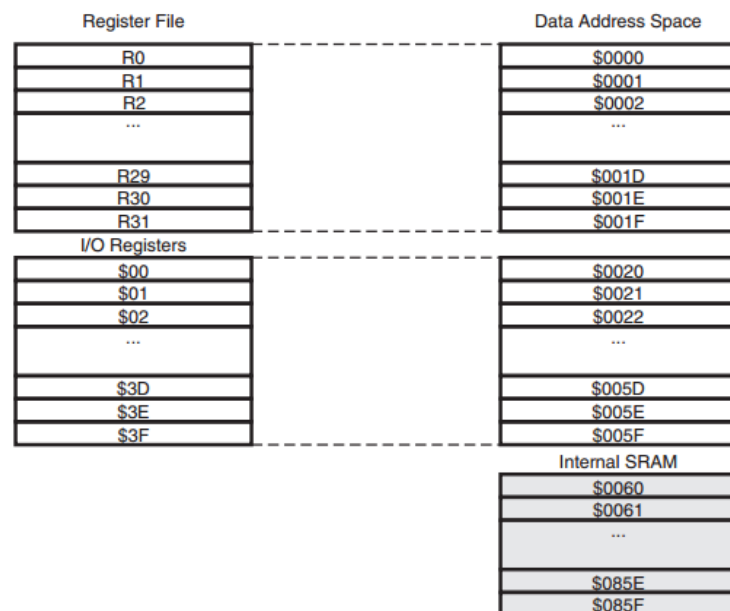 Register File Data Address Space
R0 $0000
R1 $0001
R2 $0002
... ...
R29 $001D
R30 $001E
R31 $001F
I/O Registers
$00 $0020
$01 $0021
$02 $0022
... ...
$3D $005D
$3E $005E
$3F $005F
Internal SRAM
$0060
$0061
...
$085E
$085F